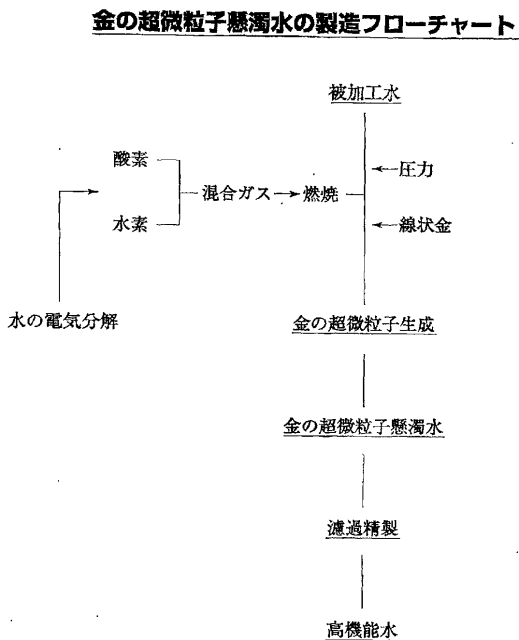 金の超微粒子懸濁水の製造フローチャート
被加工水
酸素
圧力
混合ガス
燃焼
水素
線状金
水の電気分解
金の超微粒子生成
金の超微粒子懸濁水
濾過精製
高機能水